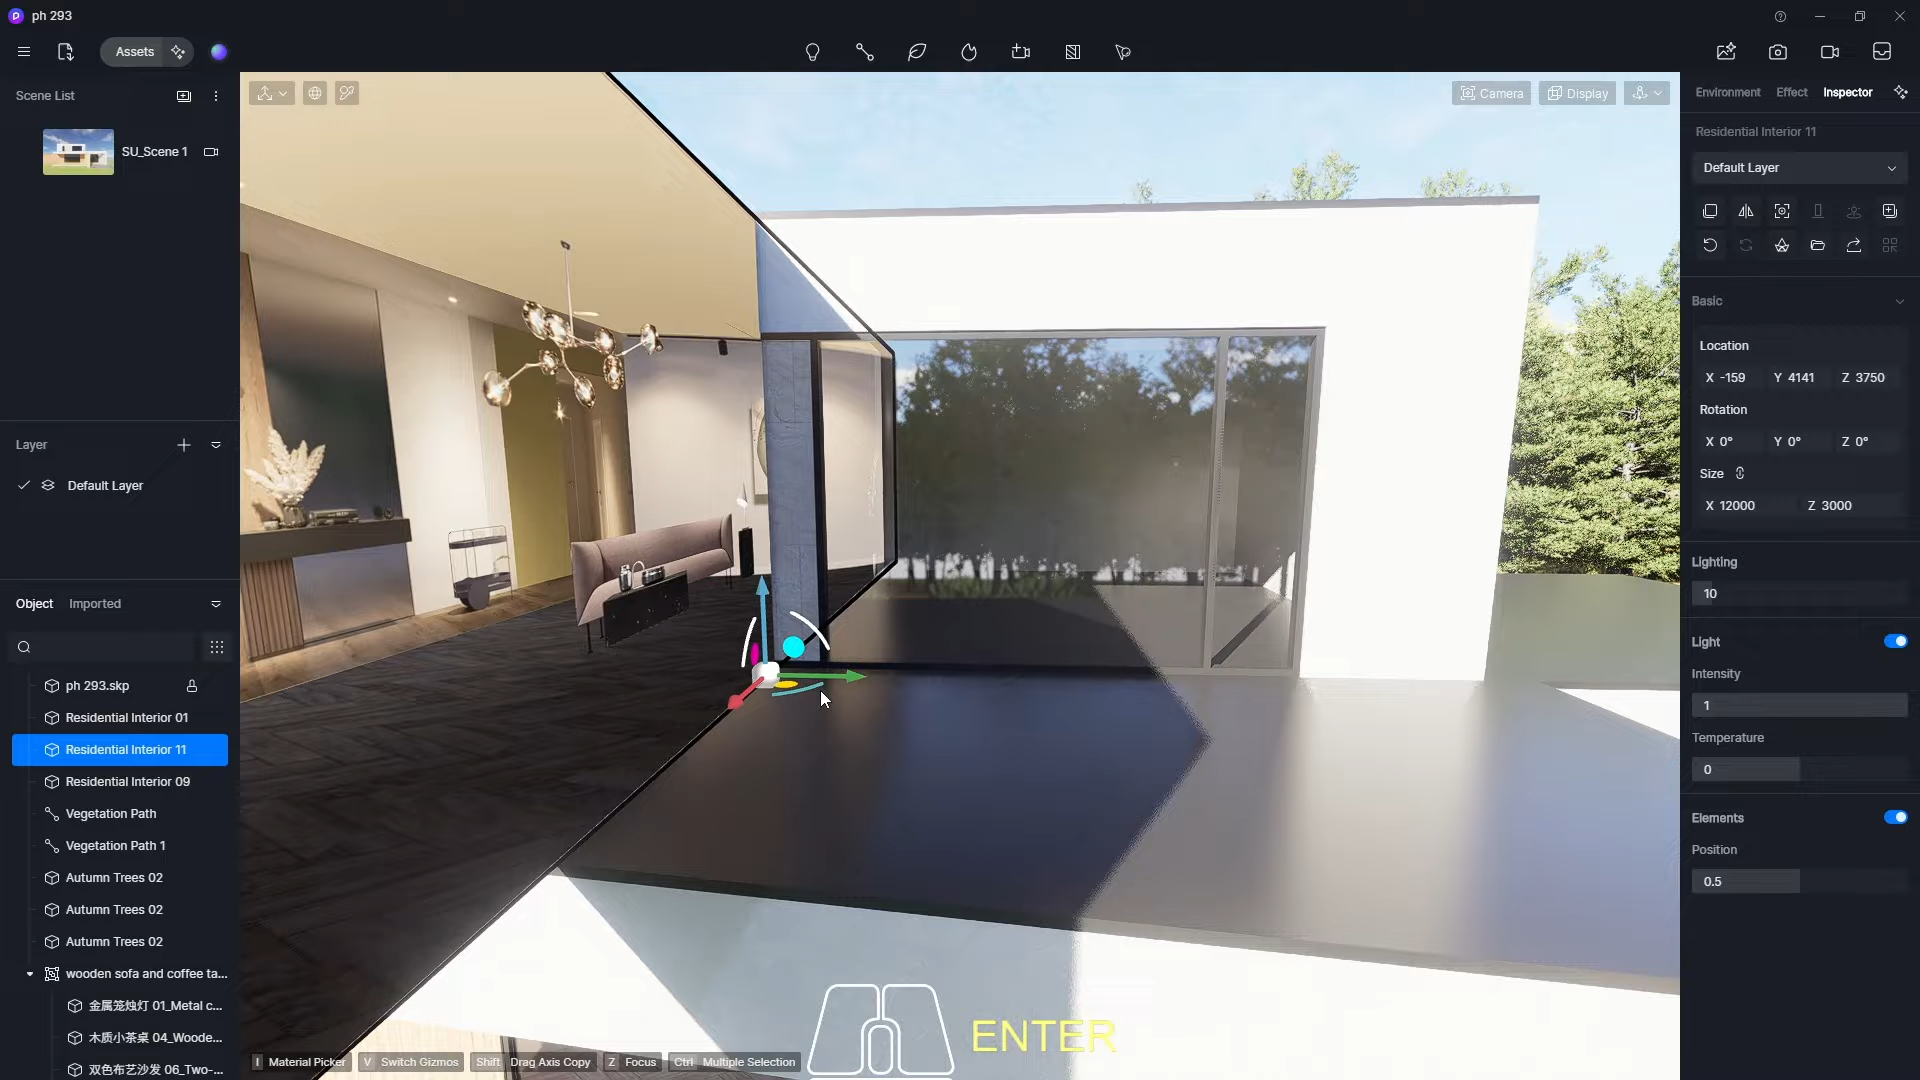 ph 293
Assets
Scene List
SU_Scene 1
Layer
Default Layer
Object
Imported
ph 293.skp
Residential Interior 01
Residential Interior 11
Residential Interior 09
Vegetation Path
Vegetation Path 1
Autumn Trees 02
Autumn Trees 02
Autumn Trees 02
wooden sofa and coffee ta...
金属笼烛灯 01_Metal c...
木质小茶桌 04_Woode...
双色布艺沙发 06_Two-...
Camera
Display
I Material Picker
V Switch Gizmos
Shift Drag Axis Copy
Z Focus
Ctrl Multiple Selection
ENTER
Environment
Effect
Inspector
Residential Interior 11
Default Layer
Basic
Location
X -159 Y 4141 Z 3750
Rotation
X 0° Y 0° Z 0°
Size
X 12000 Z 3000
Lighting
10
Light
Intensity
1
Temperature
0
Elements
Position
0.5